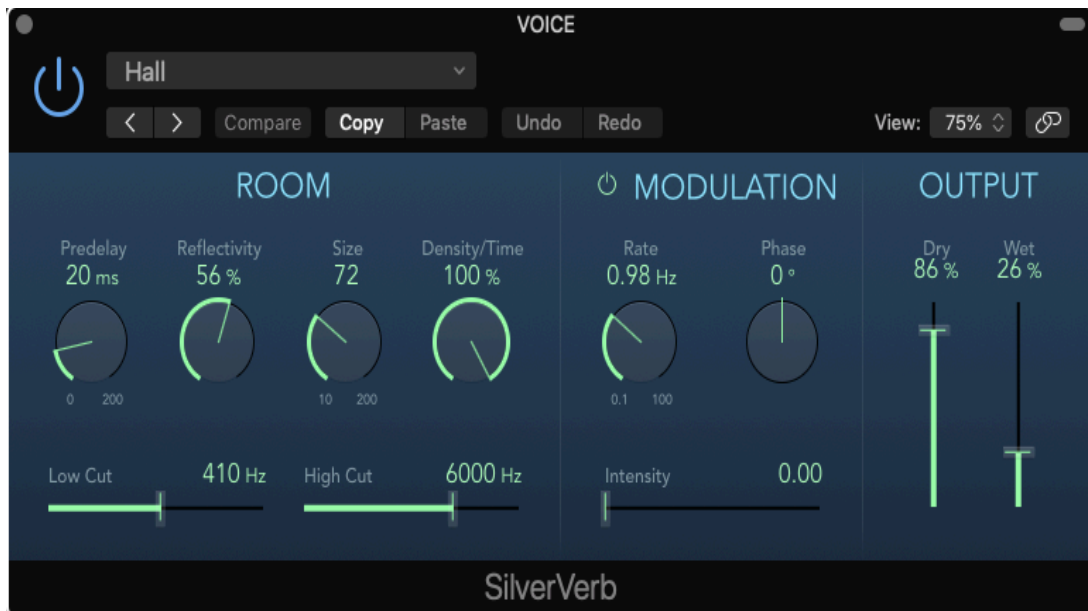 VOICE
Hall
Compare Copy Paste Undo Redo View: 75%
ROOM MODULATION OUTPUT
Predelay Reflectivity Size Density/Time Rate Phase Dry Wet
20 ms 56 % 72 100 % 0.98 Hz 0 ° 86 % 26 %
0 200 10 200 0.1 100
Low Cut 410 Hz High Cut 6000 Hz Intensity 0.00
SilverVerb